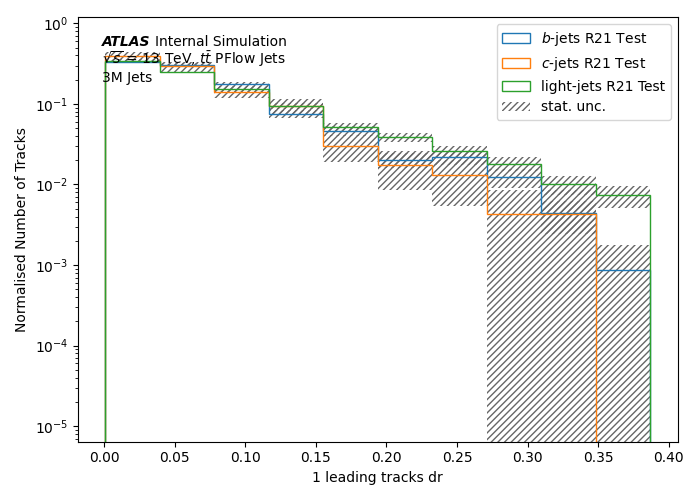 10⁰
10⁻¹
10⁻²
10⁻³
10⁻⁴
10⁻⁵
Normalised Number of Tracks
ATLAS Internal Simulation
√s = 13 TeV, tt̄ PFlow Jets
3M Jets
b-jets R21 Test
c-jets R21 Test
light-jets R21 Test
stat. unc.
0.00 0.05 0.10 0.15 0.20 0.25 0.30 0.35 0.40
1 leading tracks dr